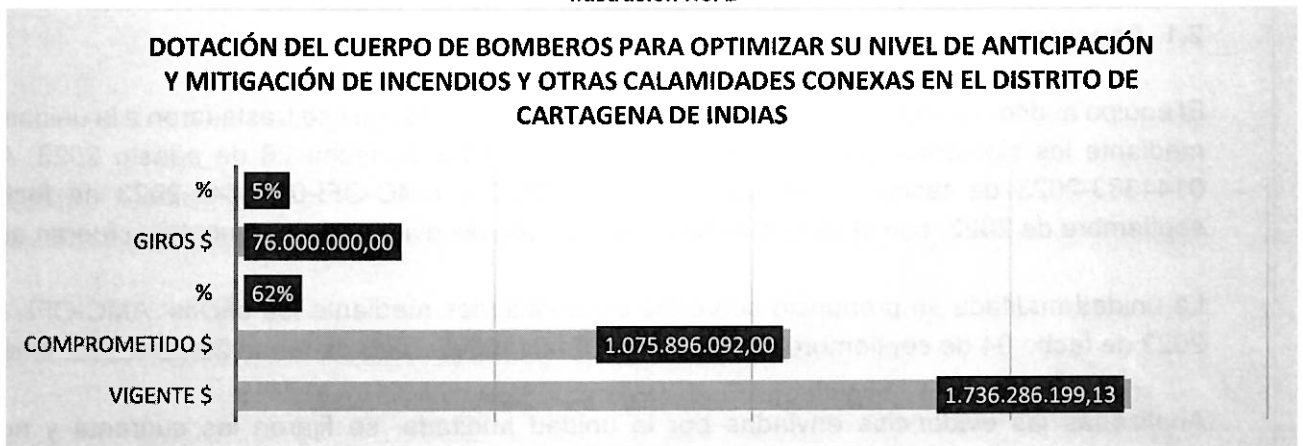 DOTACIÓN DEL CUERPO DE BOMBEROS PARA OPTIMIZAR SU NIVEL DE ANTICIPACIÓN
Y MITIGACIÓN DE INCENDIOS Y OTRAS CALAMIDADES CONEXAS EN EL DISTRITO DE
CARTAGENA DE INDIAS
% 5%
GIROS $ 76.000.000,00
% 62%
COMPROMETIDO $ 1.075.896.092,00
VIGENTE $ 1.736.286.199,13